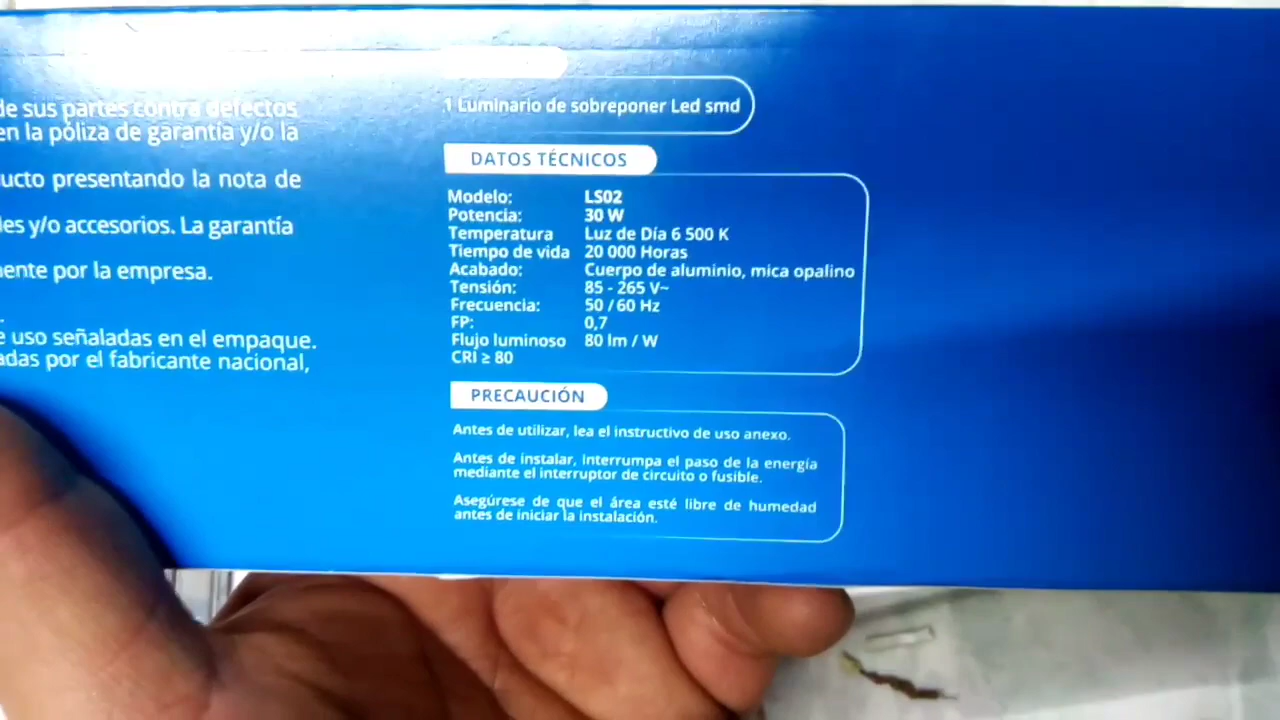 de sus partes contra defectos
en la póliza de garantía y/o la
ucto presentando la nota de
les y/o accesorios. La garantía
mente por la empresa.
e uso señaladas en el empaque.
adas por el fabricante nacional,
1 Luminario de sobreponer Led smd
DATOS TÉCNICOS
Modelo: LS02
Potencia: 30 W
Temperatura Luz de Día 6 500 K
Tiempo de vida 20 000 Horas
Acabado: Cuerpo de aluminio, mica opalino
Tensión: 85 - 265 V~
Frecuencia: 50 / 60 Hz
FP: 0,7
Flujo luminoso 80 lm / W
CRI ≥ 80
PRECAUCIÓN
Antes de utilizar, lea el instructivo de uso anexo.
Antes de instalar, interrumpa el paso de la energía
mediante el interruptor de circuito o fusible.
Asegúrese de que el área esté libre de humedad
antes de iniciar la instalación.